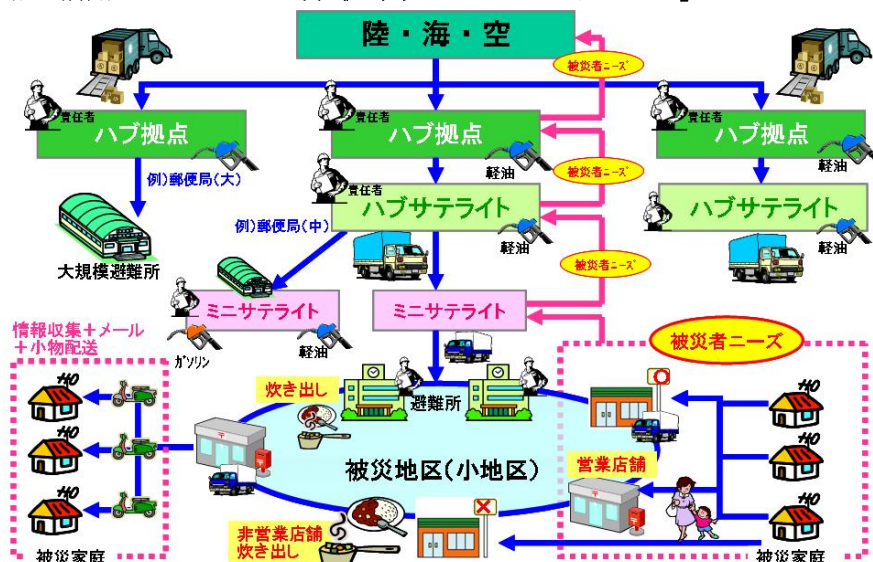 陸・海・空
被災者ニーズ
責任者
ハブ拠点
責任者
ハブ拠点
軽油
責任者
ハブ拠点
軽油
例）郵便局（大）
被災者ニーズ
責任者
ハブサテライト
軽油
ハブサテライト
軽油
大規模避難所
例）郵便局（中）
被災者ニーズ
ミニサテライト
ガソリン
軽油
ミニサテライト
情報収集＋メール
＋小物配送
被災者ニーズ
炊き出し
避難所
被災地区（小地区）
営業店舗
非営業店舗
炊き出し
被災家庭
被災家庭